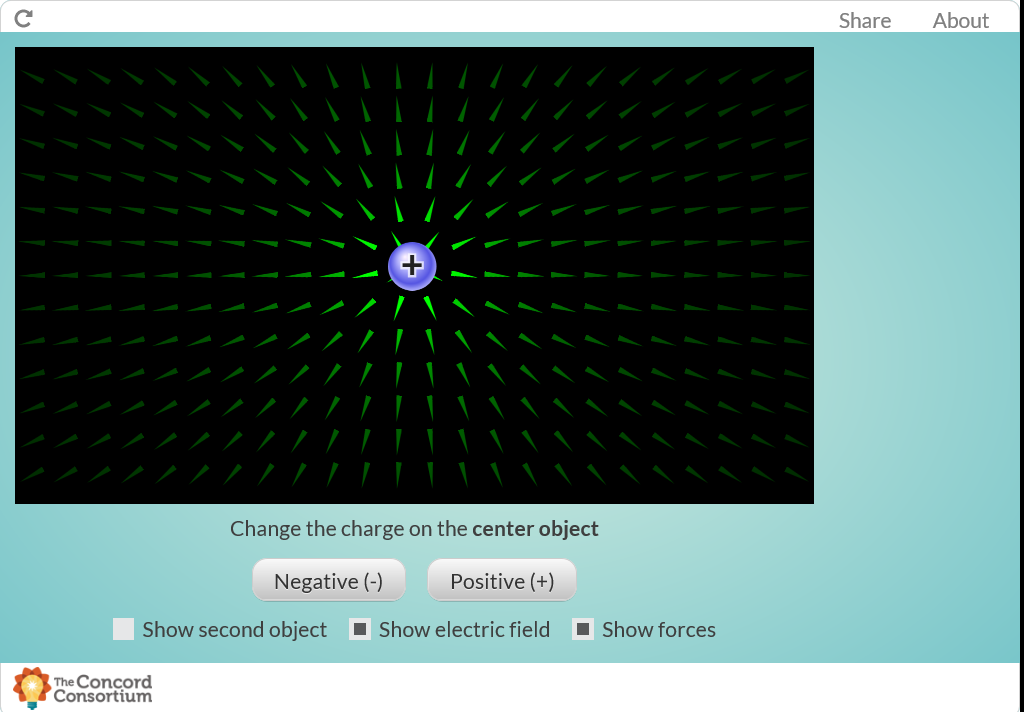 Share About
+
Change the charge on the center object
Negative (-) Positive (+)
Show second object Show electric field Show forces
The Concord
Consortium